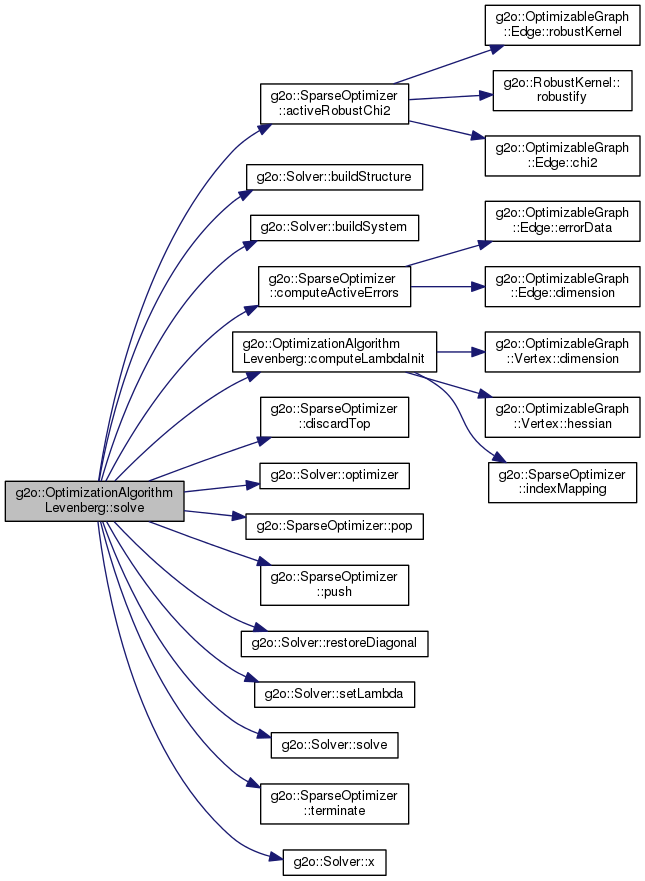 g2o::OptimizationAlgorithm
Levenberg::solve
g2o::SparseOptimizer
::activeRobustChi2
g2o::OptimizableGraph
::Edge::robustKernel
g2o::RobustKernel::
robustify
g2o::OptimizableGraph
::Edge::chi2
g2o::Solver::buildStructure
g2o::Solver::buildSystem
g2o::SparseOptimizer
::computeActiveErrors
g2o::OptimizableGraph
::Edge::errorData
g2o::OptimizableGraph
::Edge::dimension
g2o::OptimizationAlgorithm
Levenberg::computeLambdaInit
g2o::OptimizableGraph
::Vertex::dimension
g2o::OptimizableGraph
::Vertex::hessian
g2o::SparseOptimizer
::indexMapping
g2o::SparseOptimizer
::discardTop
g2o::Solver::optimizer
g2o::SparseOptimizer::pop
g2o::SparseOptimizer
::push
g2o::Solver::restoreDiagonal
g2o::Solver::setLambda
g2o::Solver::solve
g2o::SparseOptimizer
::terminate
g2o::Solver::x